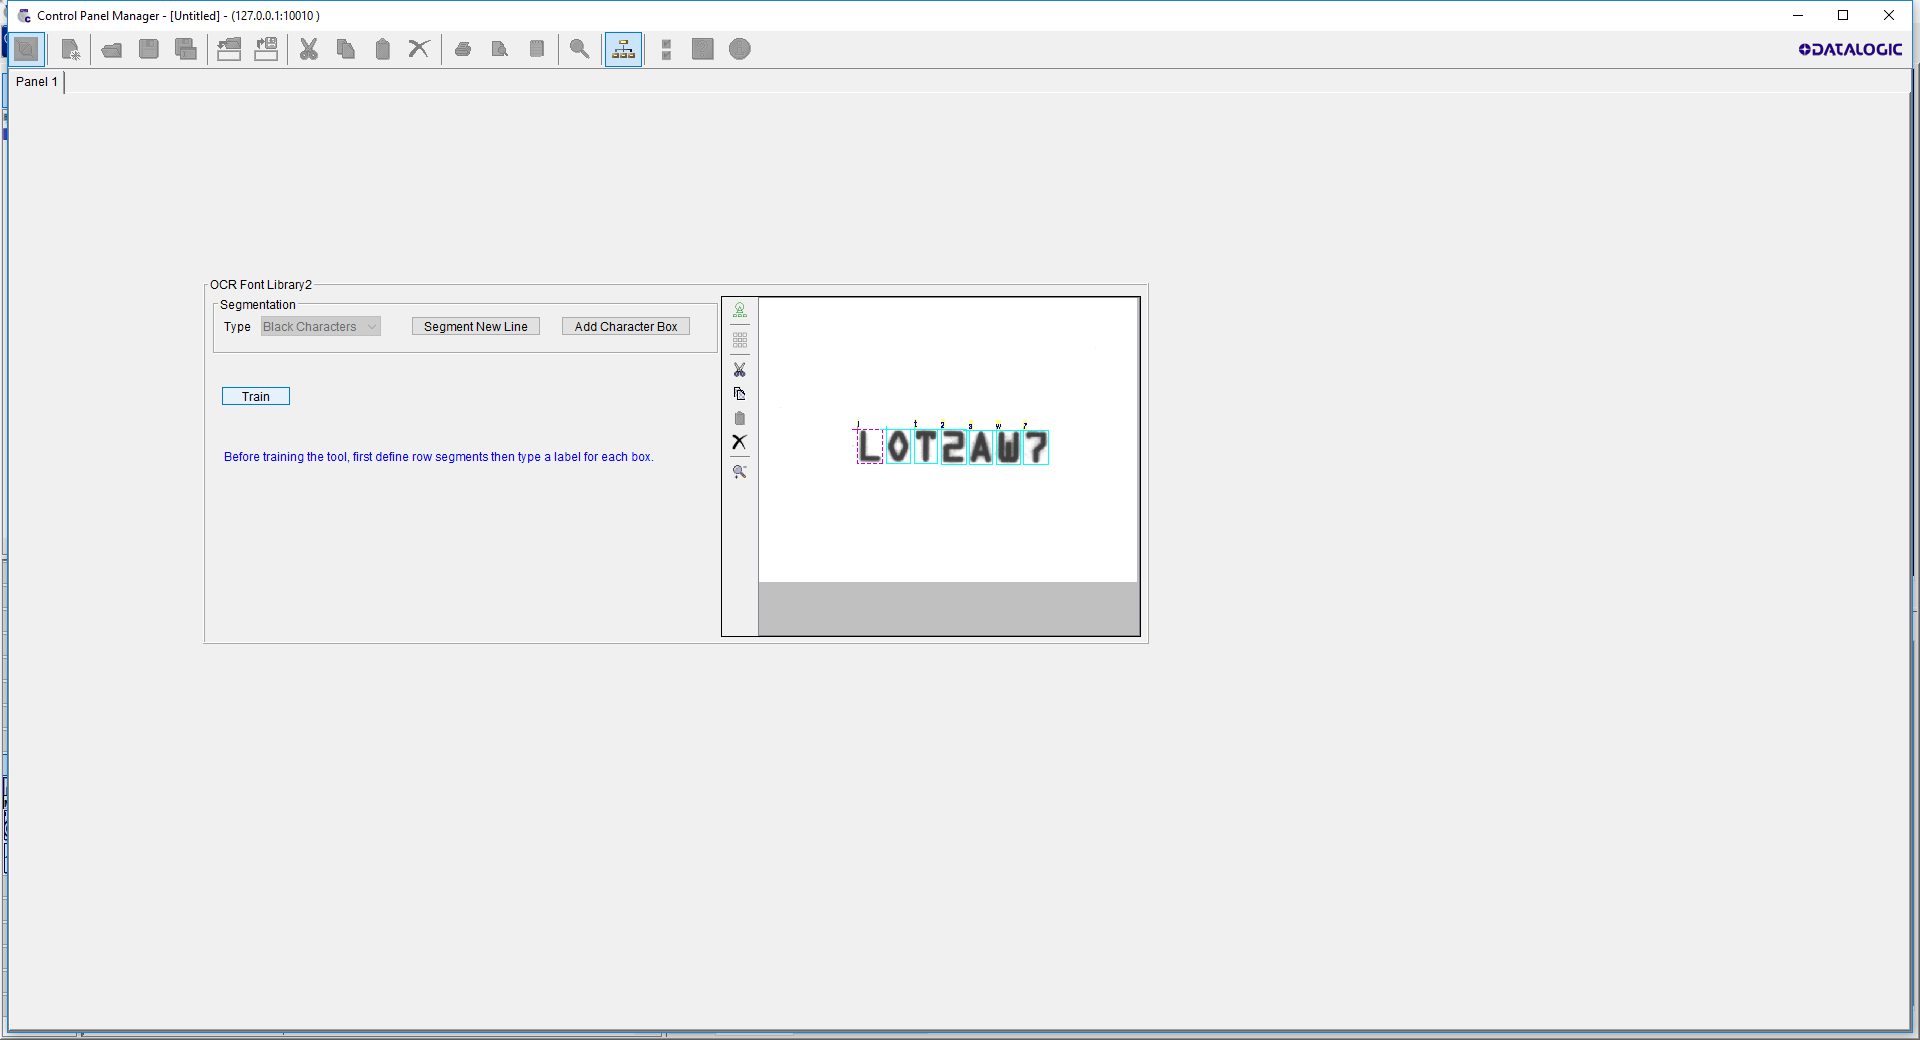 Control Panel Manager - [Untitled] - (127.0.0.1:10010 )
DATALOGIC
Panel 1
OCR Font Library2
Segmentation
Type Black Characters Segment New Line Add Character Box
Train
Before training the tool, first define row segments then type a label for each box.
l t 2 a w 7
LOT2AW7